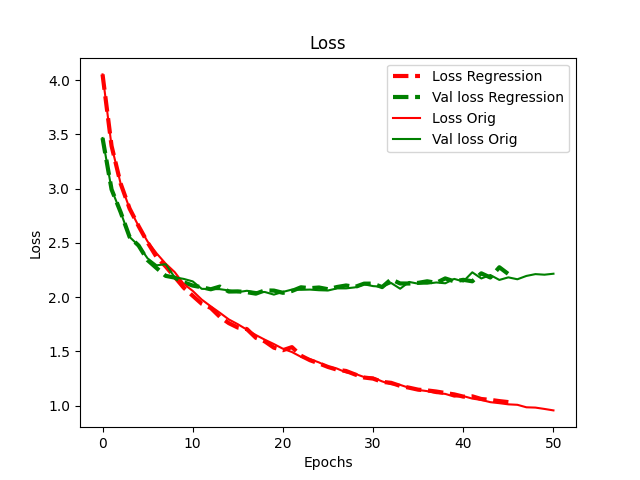 Loss
Loss Regression
Val loss Regression
Loss Orig
Val loss Orig
Loss
4.0
3.5
3.0
2.5
2.0
1.5
1.0
0 10 20 30 40 50
Epochs